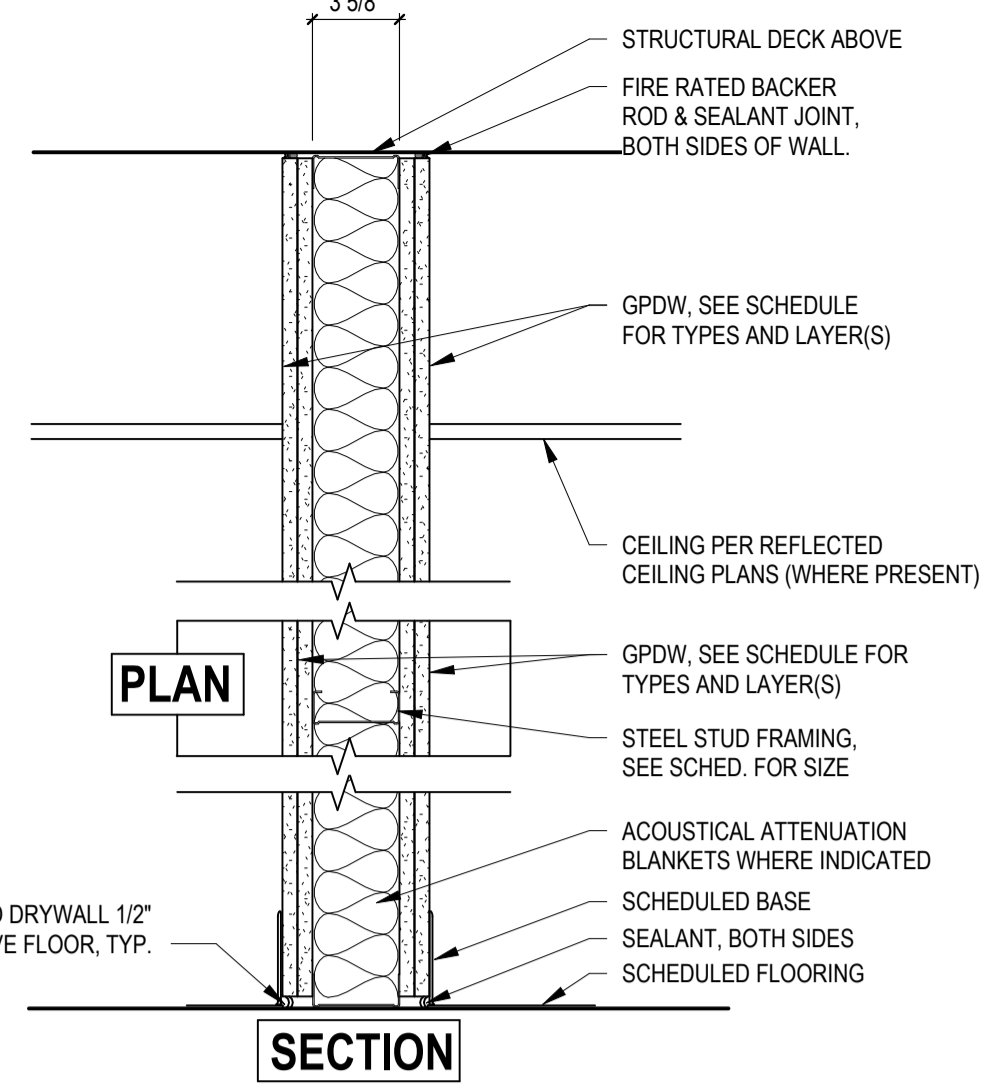 3 5/8"
STRUCTURAL DECK ABOVE
FIRE RATED BACKER
ROD & SEALANT JOINT,
BOTH SIDES OF WALL.
GPDW, SEE SCHEDULE
FOR TYPES AND LAYER(S)
CEILING PER REFLECTED
CEILING PLANS (WHERE PRESENT)
PLAN
GPDW, SEE SCHEDULE FOR
TYPES AND LAYER(S)
STEEL STUD FRAMING,
SEE SCHED. FOR SIZE
ACOUSTICAL ATTENUATION
BLANKETS WHERE INDICATED
DRYWALL 1/2"
FLOOR, TYP.
SCHEDULED BASE
SEALANT, BOTH SIDES
SCHEDULED FLOORING
SECTION